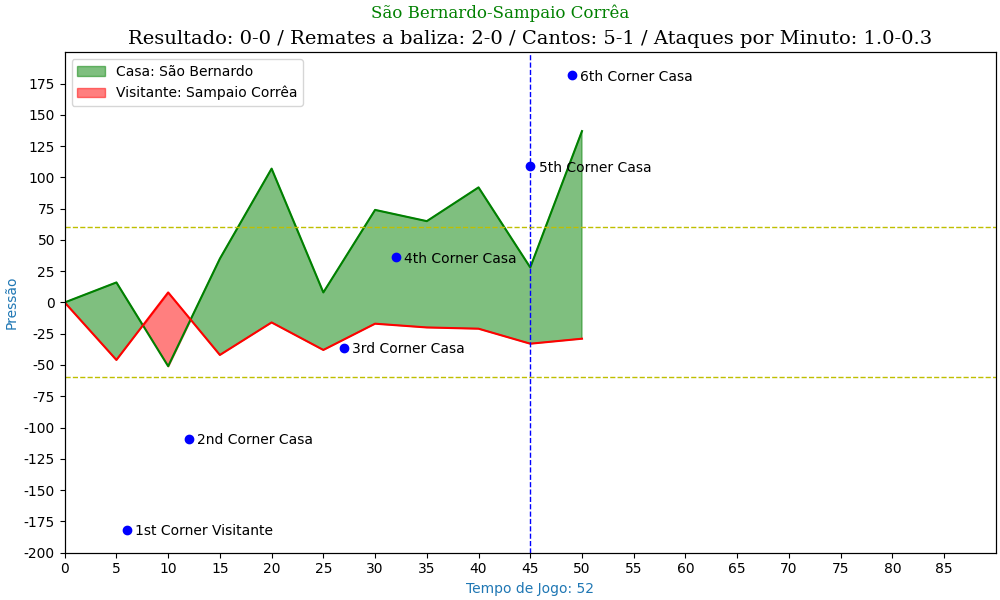 São Bernardo-Sampaio Corrêa
Resultado: 0-0 / Remates a baliza: 2-0 / Cantos: 5-1 / Ataques por Minuto: 1.0-0.3
Casa: São Bernardo
Visitante: Sampaio Corrêa
6th Corner Casa
5th Corner Casa
4th Corner Casa
3rd Corner Casa
2nd Corner Casa
1st Corner Visitante
Pressão
175
150
125
100
75
50
25
0
-25
-50
-75
-100
-125
-150
-175
-200
0 5 10 15 20 25 30 35 40 45 50 55 60 65 70 75 80 85
Tempo de Jogo: 52